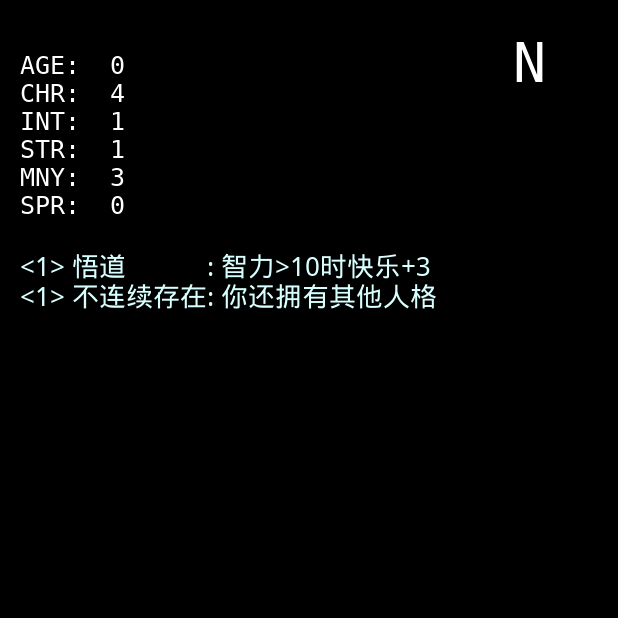 N
AGE: 0
CHR: 4
INT: 1
STR: 1
MNY: 3
SPR: 0
<1> 悟道 : 智力>10时快乐+3
<1> 不连续存在: 你还拥有其他人格